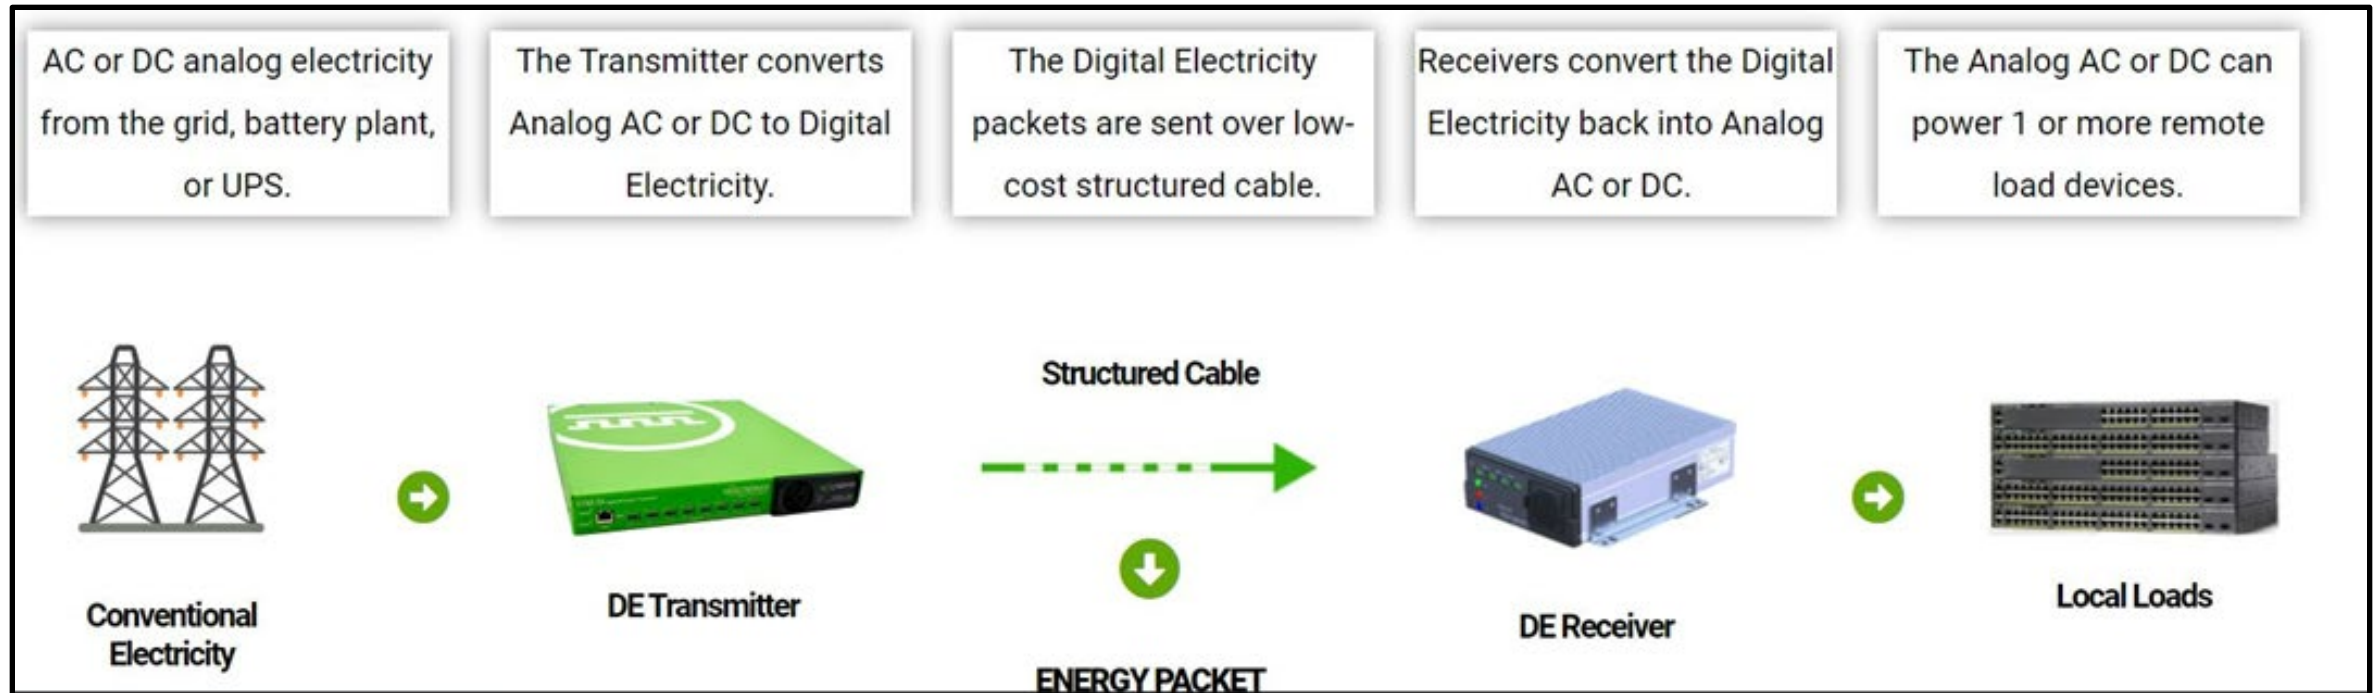 AC or DC analog electricity
from the grid, battery plant,
or UPS.
The Transmitter converts
Analog AC or DC to Digital
Electricity.
The Digital Electricity
packets are sent over low-
cost structured cable.
Receivers convert the Digital
Electricity back into Analog
AC or DC.
The Analog AC or DC can
power 1 or more remote
load devices.
Conventional
Electricity
DE Transmitter
Structured Cable
ENERGY PACKET
DE Receiver
Local Loads